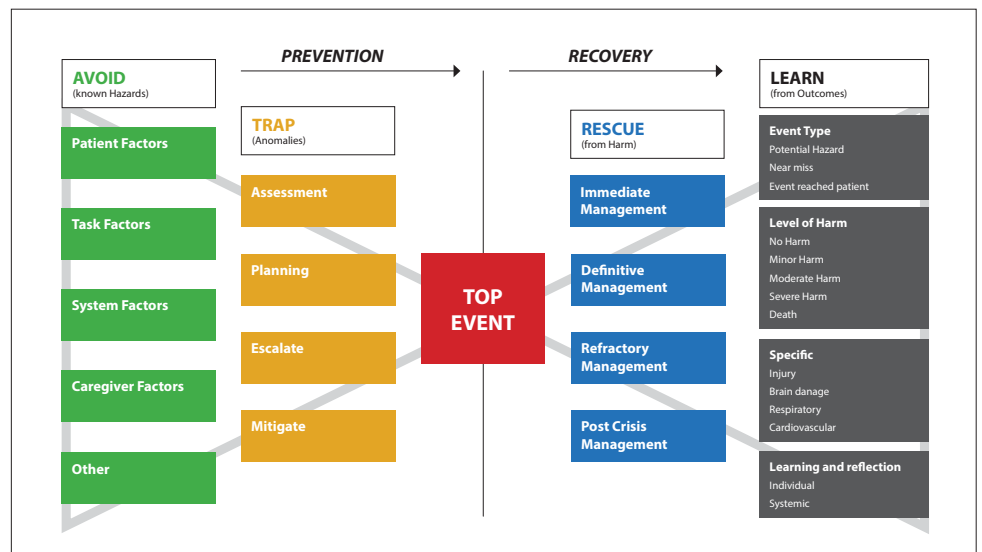 PREVENTION
RECOVERY
AVOID
(known Hazards)
Patient Factors
Task Factors
System Factors
Caregiver Factors
Other
TRAP
(Anomalies)
Assessment
Planning
Escalate
Mitigate
TOP
EVENT
RESCUE
(from Harm)
Immediate
Management
Definitive
Management
Refractory
Management
Post Crisis
Management
LEARN
(from Outcomes)
Event Type
Potential Hazard
Near miss
Event reached patient
Level of Harm
No Harm
Minor Harm
Moderate Harm
Severe Harm
Death
Specific
Injury
Brain danage
Respiratory
Cardiovascular
Learning and reflection
Individual
Systemic